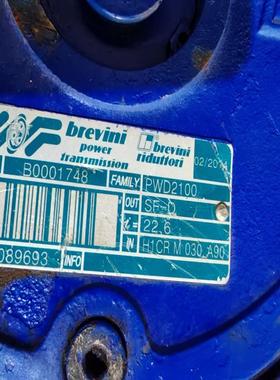 brevini power transmission
brevini riduttori
02/2014
B0001748 FAMILY PWD2100
OUT SF-D
i= 22,6
089693 INFO IN H1CR M 030 A90